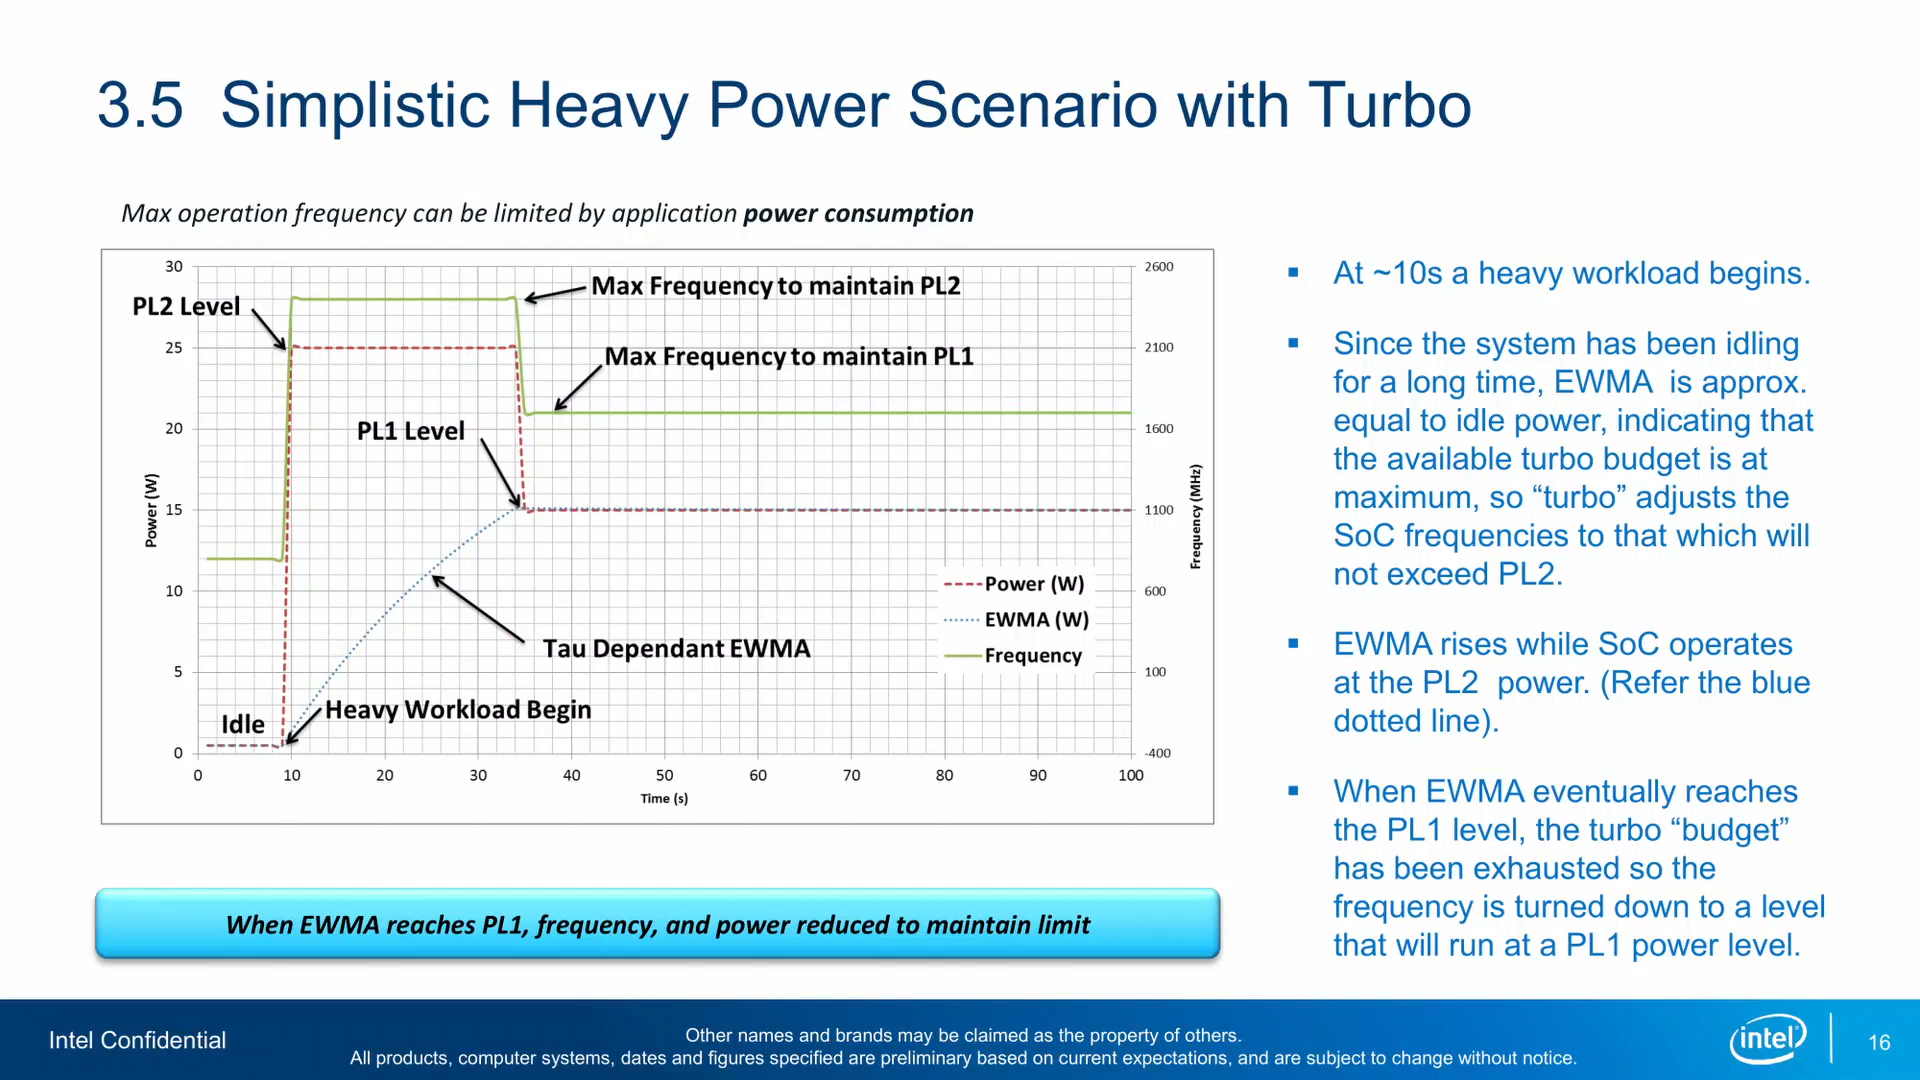 3.5 Simplistic Heavy Power Scenario with Turbo
Max operation frequency can be limited by application power consumption
30
25
20
15
10
5
0
Power (W)
PL2 Level
Max Frequency to maintain PL2
Max Frequency to maintain PL1
PL1 Level
Tau Dependant EWMA
Heavy Workload Begin
Idle
Power (W)
EWMA (W)
Frequency
2600
2100
1600
1100
600
100
-400
Frequency (MHz)
0 10 20 30 40 50 60 70 80 90 100
Time (s)
When EWMA reaches PL1, frequency, and power reduced to maintain limit
▪ At ~10s a heavy workload begins.
▪ Since the system has been idling
for a long time, EWMA is approx.
equal to idle power, indicating that
the available turbo budget is at
maximum, so “turbo” adjusts the
SoC frequencies to that which will
not exceed PL2.
▪ EWMA rises while SoC operates
at the PL2 power. (Refer the blue
dotted line).
▪ When EWMA eventually reaches
the PL1 level, the turbo “budget”
has been exhausted so the
frequency is turned down to a level
that will run at a PL1 power level.
Intel Confidential
Other names and brands may be claimed as the property of others.
All products, computer systems, dates and figures specified are preliminary based on current expectations, and are subject to change without notice.
intel
16